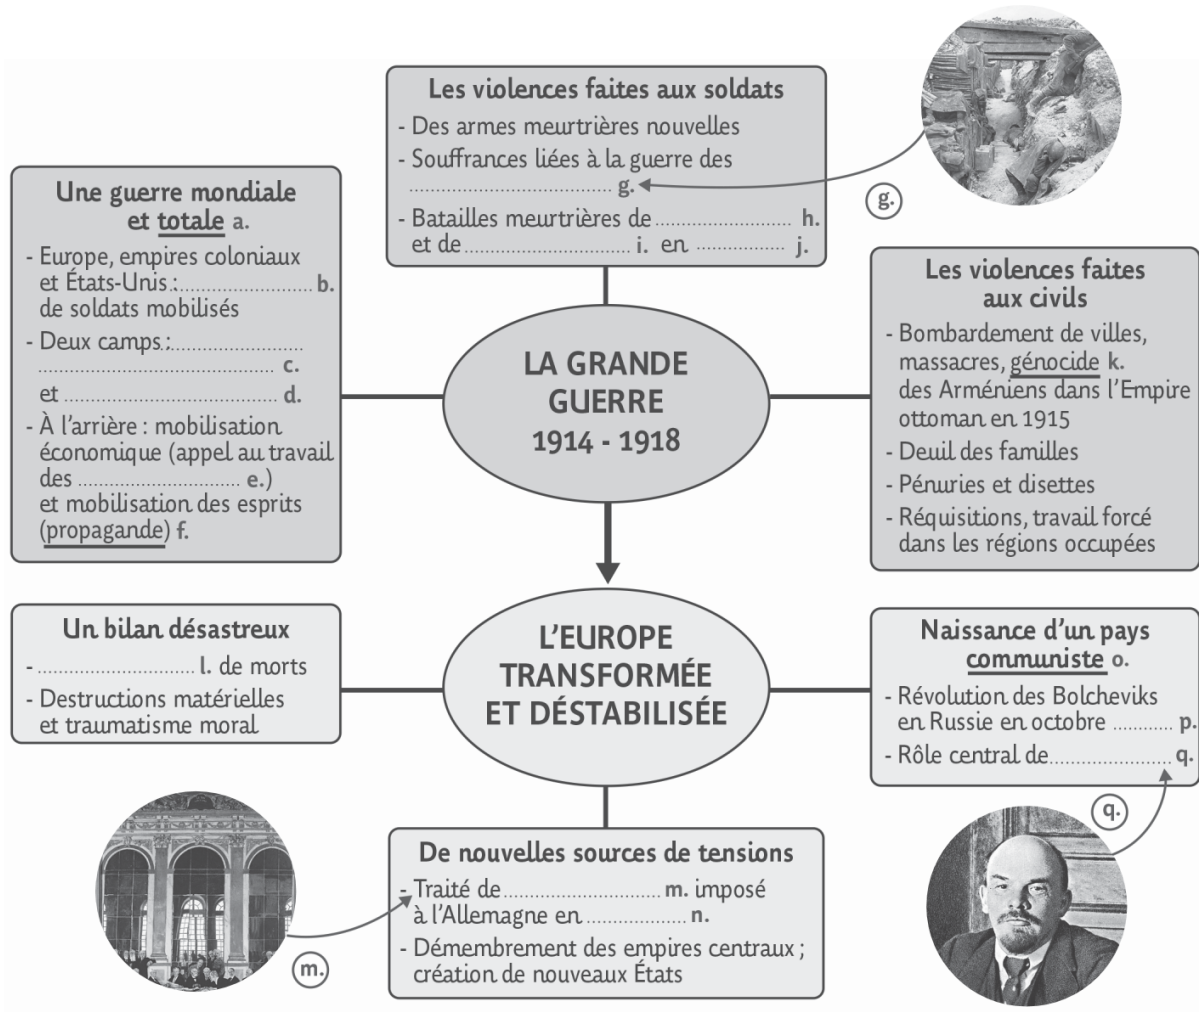 Les violences faites aux soldats
- Des armes meurtrières nouvelles
- Souffrances liées à la guerre des
.................................... g.
- Batailles meurtrières de ........................ h.
et de .............................. i. en ................ j.
g.
Une guerre mondiale
et totale a.
- Europe, empires coloniaux
et États-Unis : ........................ b.
de soldats mobilisés
- Deux camps : ........................
.......................................... c.
et ...................................... d.
- À l'arrière : mobilisation
économique (appel au travail
des .............................. e.)
et mobilisation des esprits
(propagande) f.
LA GRANDE
GUERRE
1914 - 1918
Les violences faites
aux civils
- Bombardement de villes,
massacres, génocide k.
des Arméniens dans l'Empire
ottoman en 1915
- Deuil des familles
- Pénuries et disettes
- Réquisitions, travail forcé
dans les régions occupées
Un bilan désastreux
- ............................ l. de morts
- Destructions matérielles
et traumatisme moral
L'EUROPE
TRANSFORMÉE
ET DÉSTABILISÉE
Naissance d'un pays
communiste o.
- Révolution des Bolcheviks
en Russie en octobre ........... p.
- Rôle central de ...................... q.
q.
De nouvelles sources de tensions
- Traité de ............................ m. imposé
à l'Allemagne en .................. n.
- Démembrement des empires centraux ;
création de nouveaux États
m.